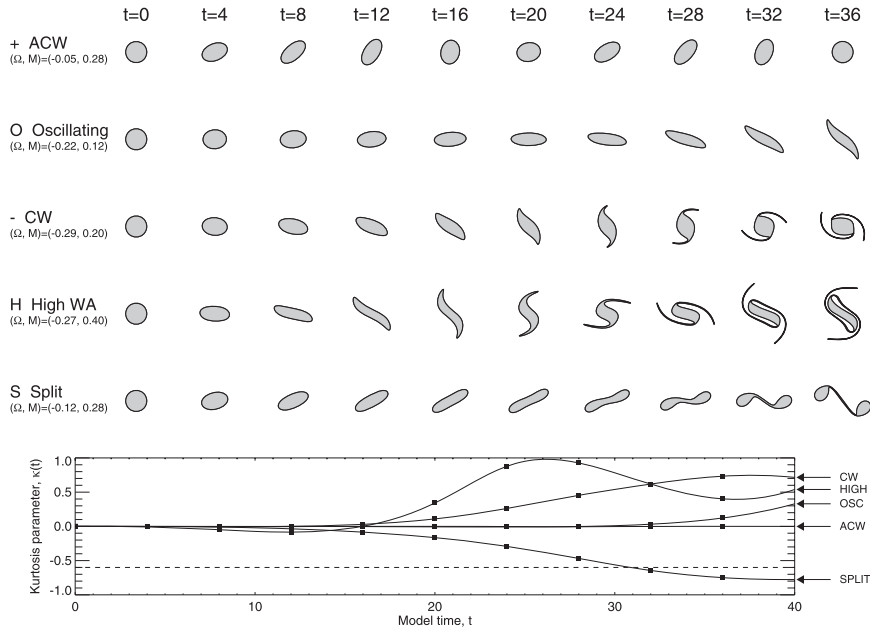 t=0 t=4 t=8 t=12 t=16 t=20 t=24 t=28 t=32 t=36
+ ACW
(Ω, M)=(-0.05, 0.28)
O Oscillating
(Ω, M)=(-0.22, 0.12)
- CW
(Ω, M)=(-0.29, 0.20)
H High WA
(Ω, M)=(-0.27, 0.40)
S Split
(Ω, M)=(-0.12, 0.28)
Kurtosis parameter, κ(t)
1.0
0.5
0.0
-0.5
-1.0
CW
HIGH
OSC
ACW
SPLIT
0 10 20 30 40
Model time, t